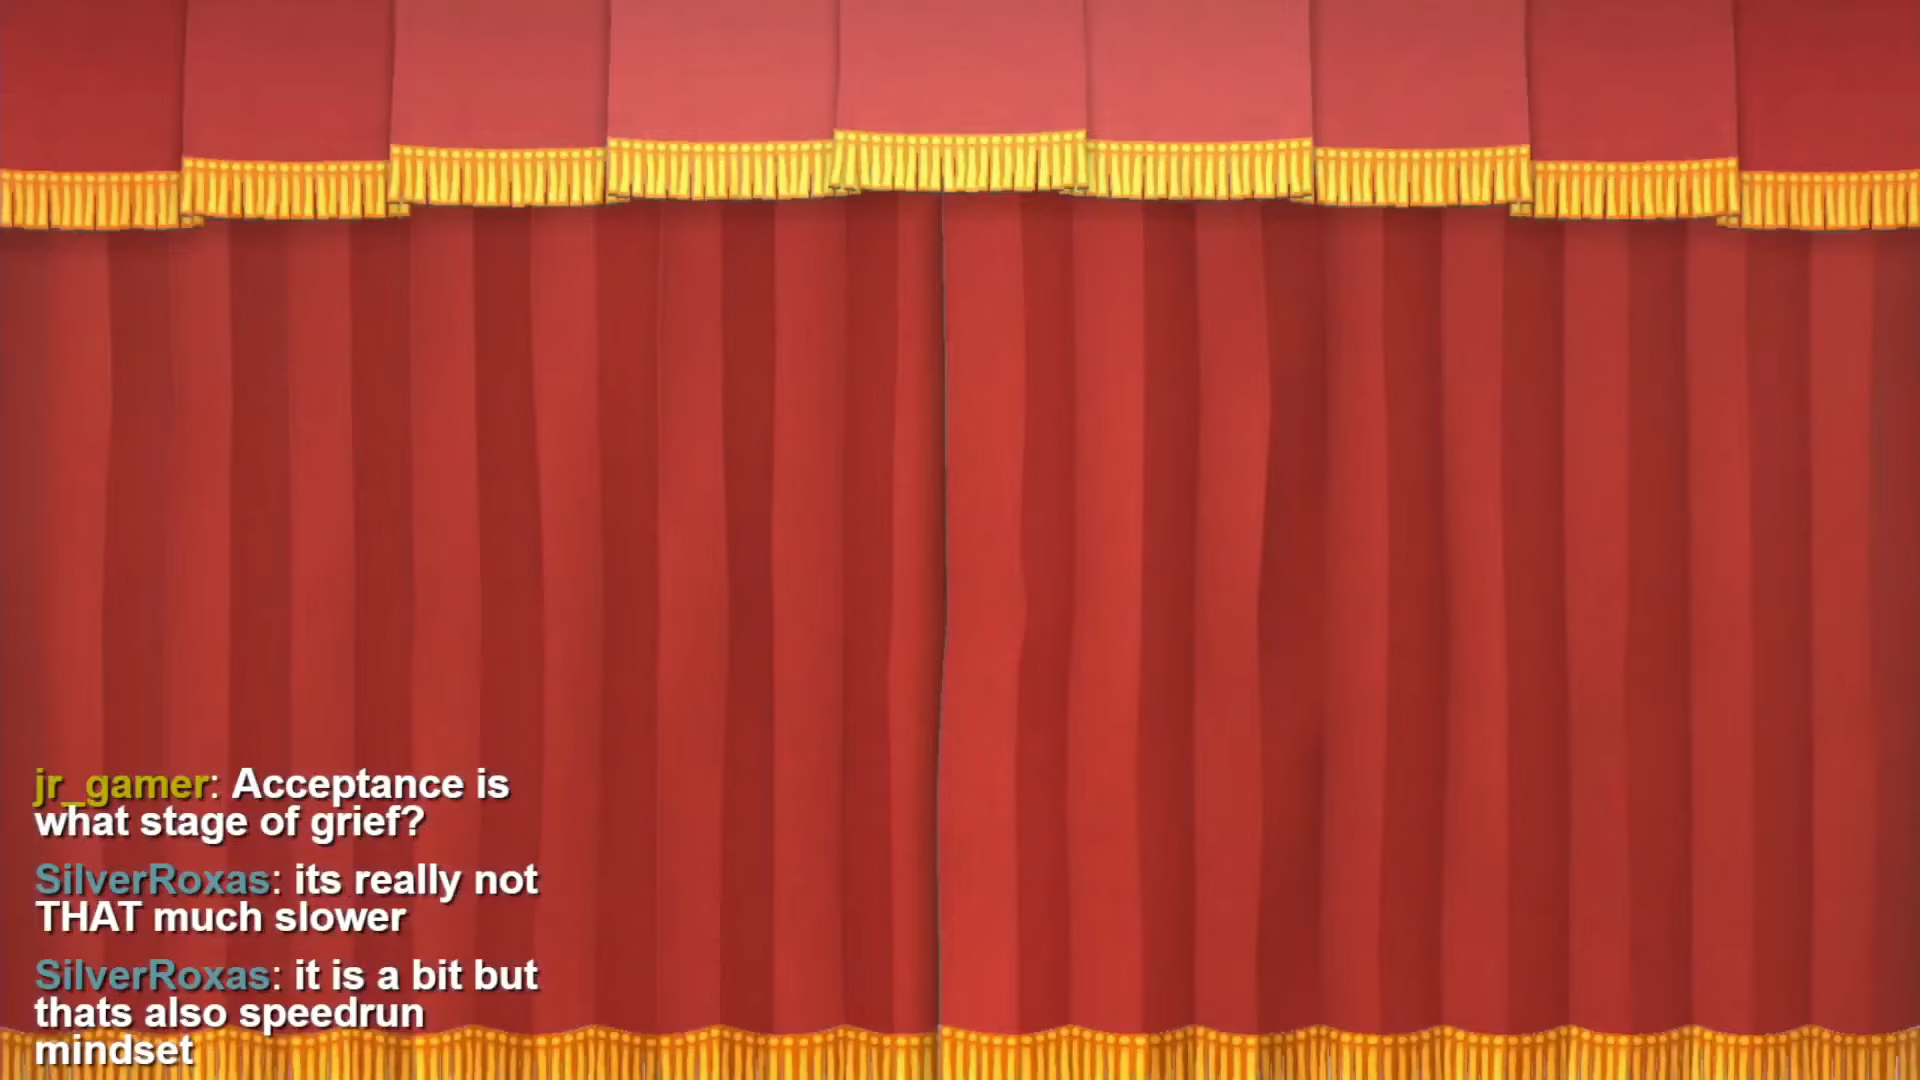 jr_gamer: Acceptance is
what stage of grief?
SilverRoxas: its really not
THAT much slower
SilverRoxas: it is a bit but
thats also speedrun
mindset